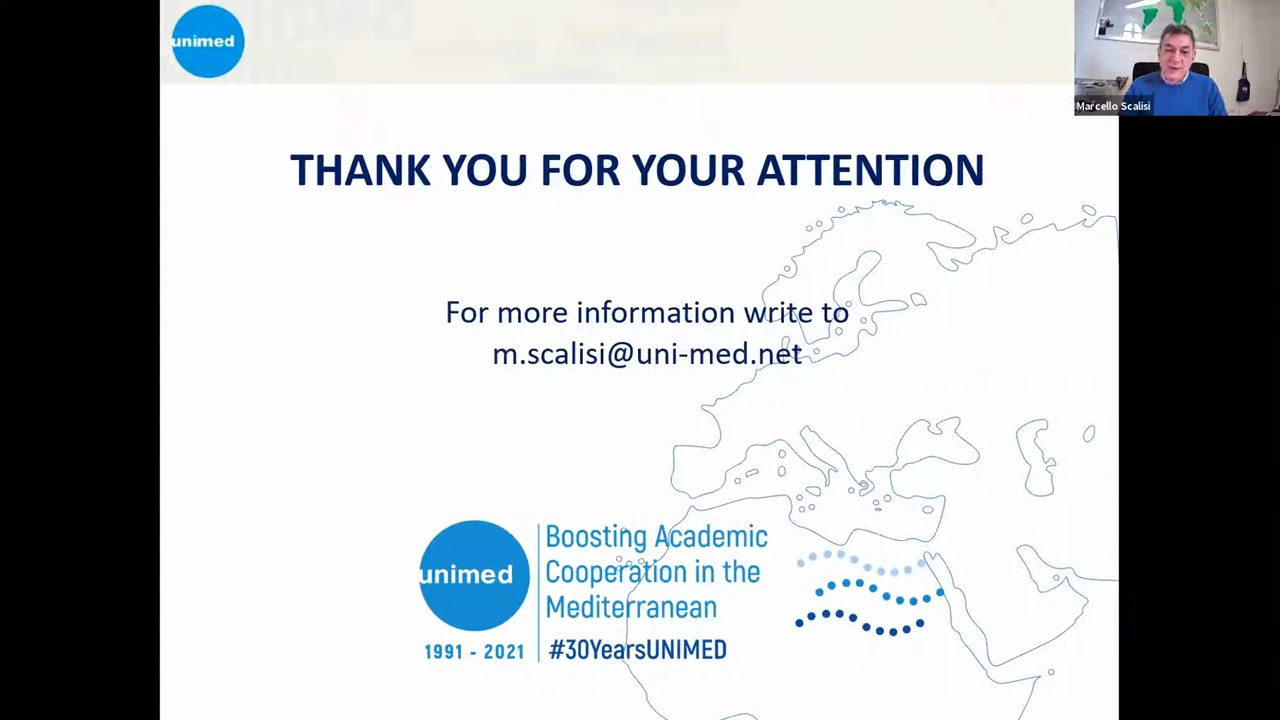 unimed
Marcello Scalisi
THANK YOU FOR YOUR ATTENTION
For more information write to
m.scalisi@uni-med.net
unimed
1991 - 2021
Boosting Academic
Cooperation in the
Mediterranean
#30YearsUNIMED